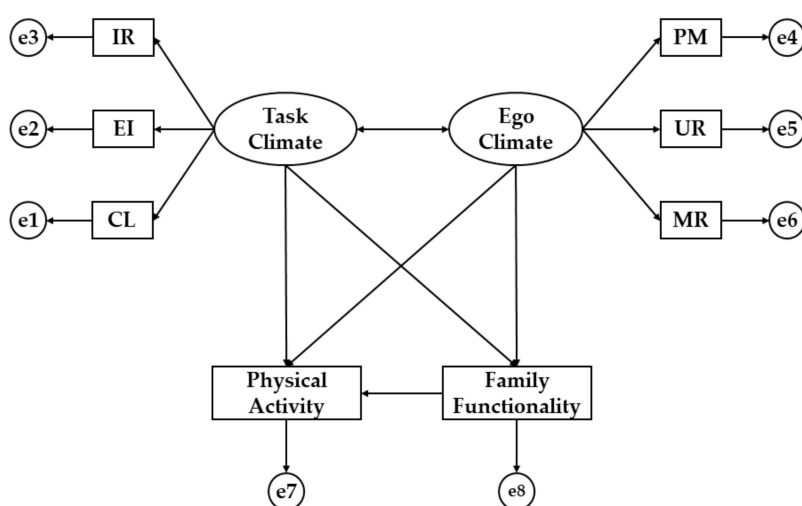 e3
IR
PM
e4
Task
Climate
Ego
Climate
e2
EI
UR
e5
e1
CL
MR
e6
Physical
Activity
Family
Functionality
e7
e8